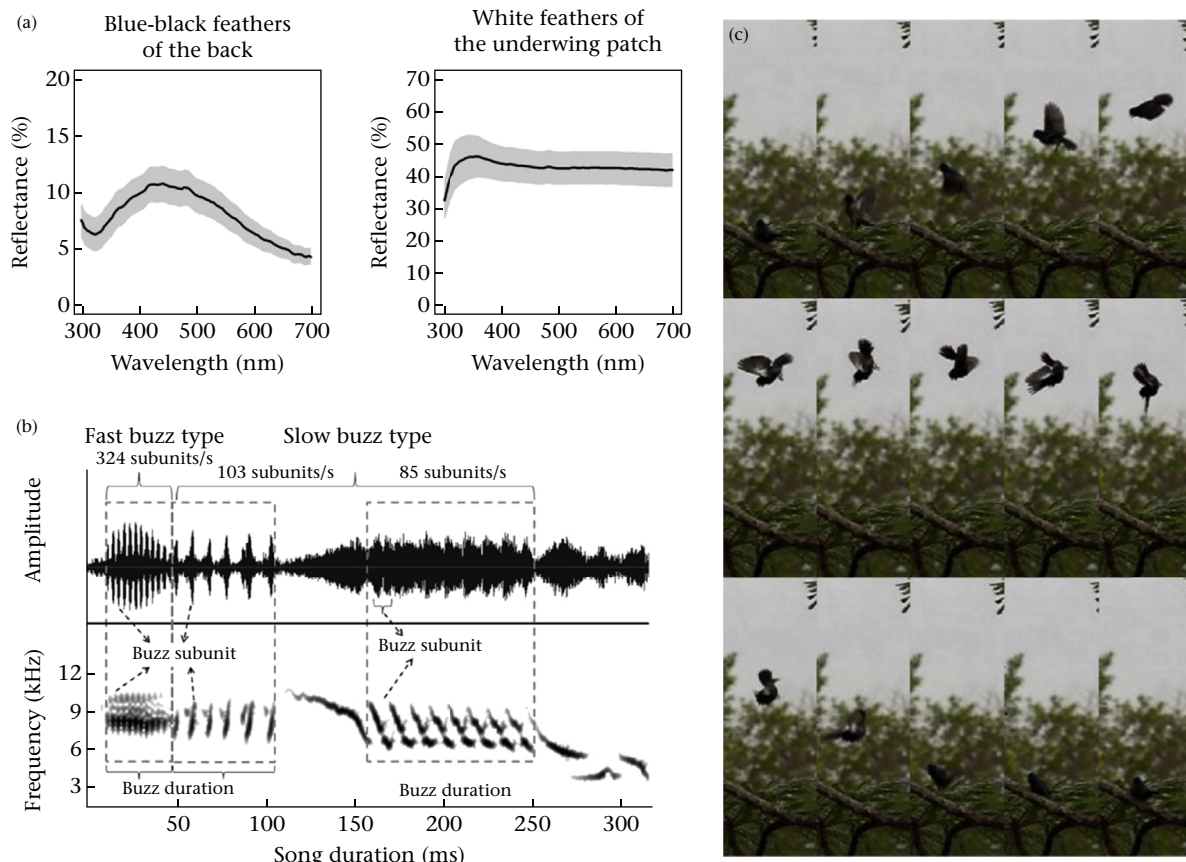 (a)
Blue-black feathers
of the back
White feathers of
the underwing patch
20
15
10
5
0
Reflectance (%)
300 400 500 600 700
Wavelength (nm)
70
60
50
40
30
20
10
0
Reflectance (%)
300 400 500 600 700
Wavelength (nm)
(b)
Fast buzz type
324 subunits/s
Slow buzz type
103 subunits/s
85 subunits/s
Amplitude
Buzz subunit
Buzz subunit
12
9
6
3
Frequency (kHz)
Buzz duration
Buzz duration
50 100 150 200 250 300
Song duration (ms)
(c)